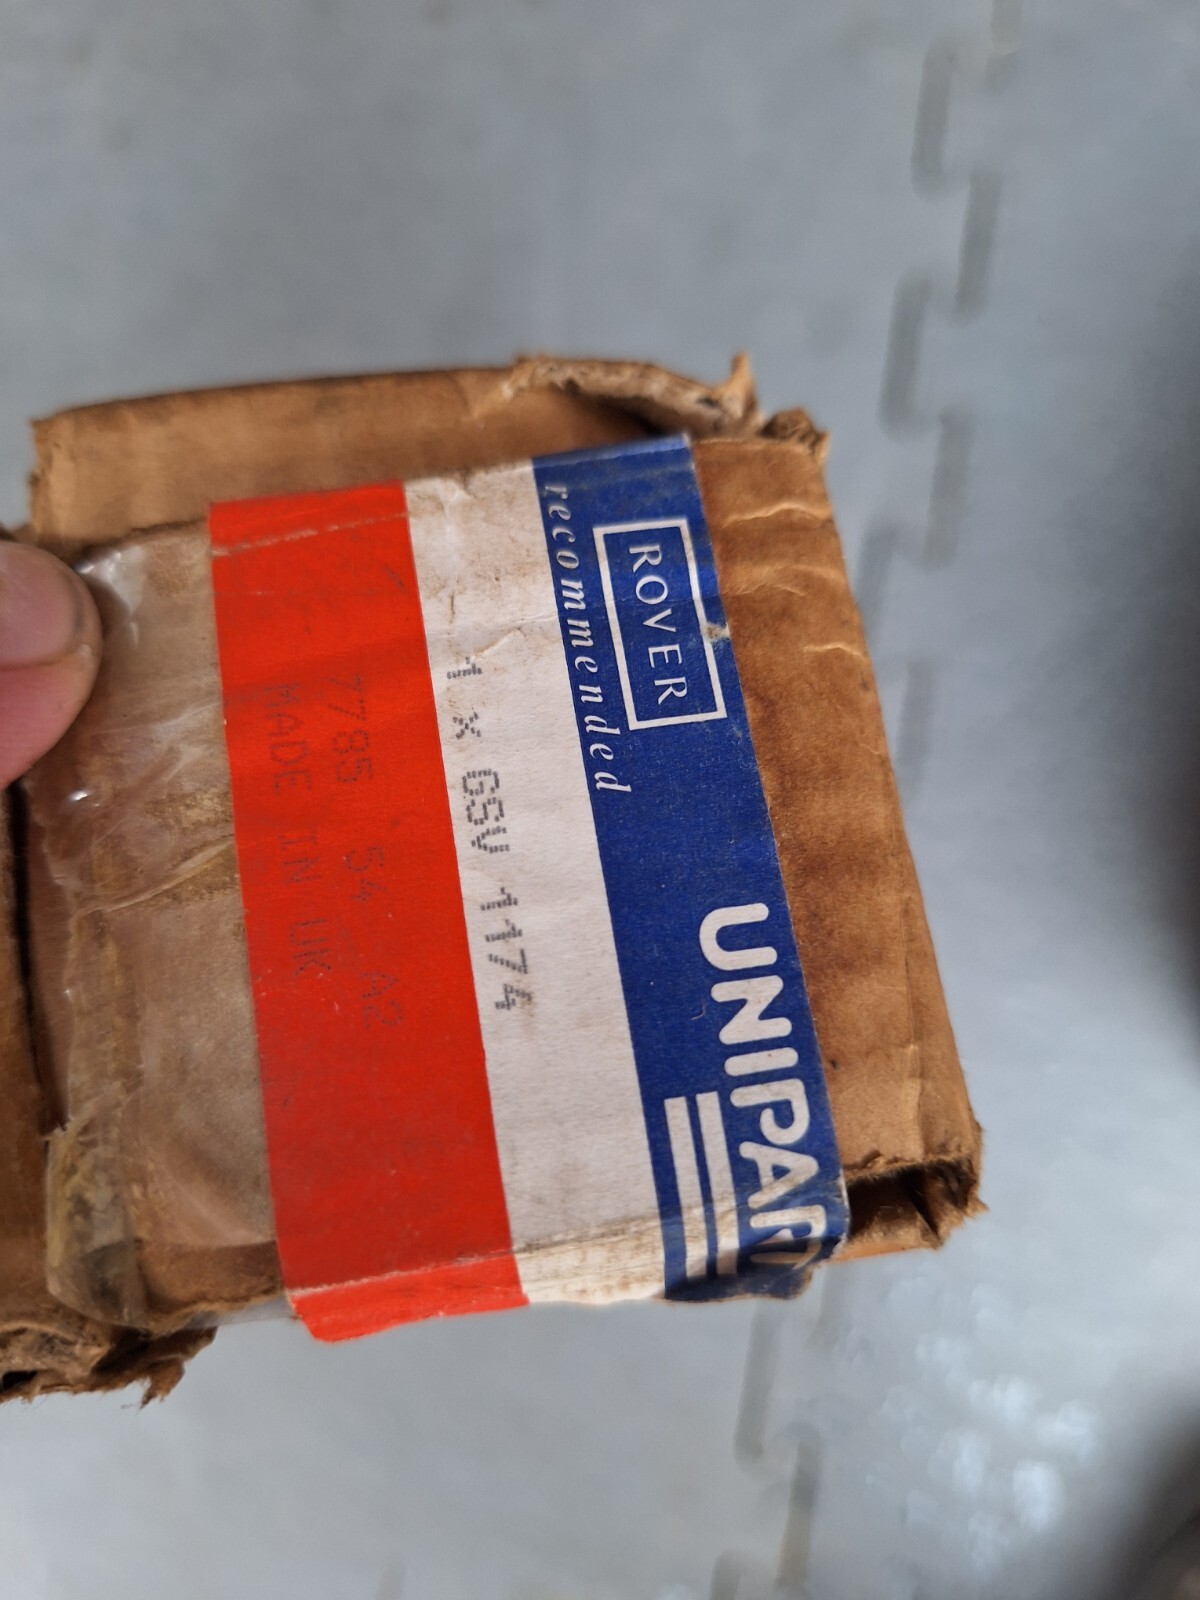 ROVER
recommended
UNIPART
1 x GSV 1174
7785 54 A2
MADE IN UK